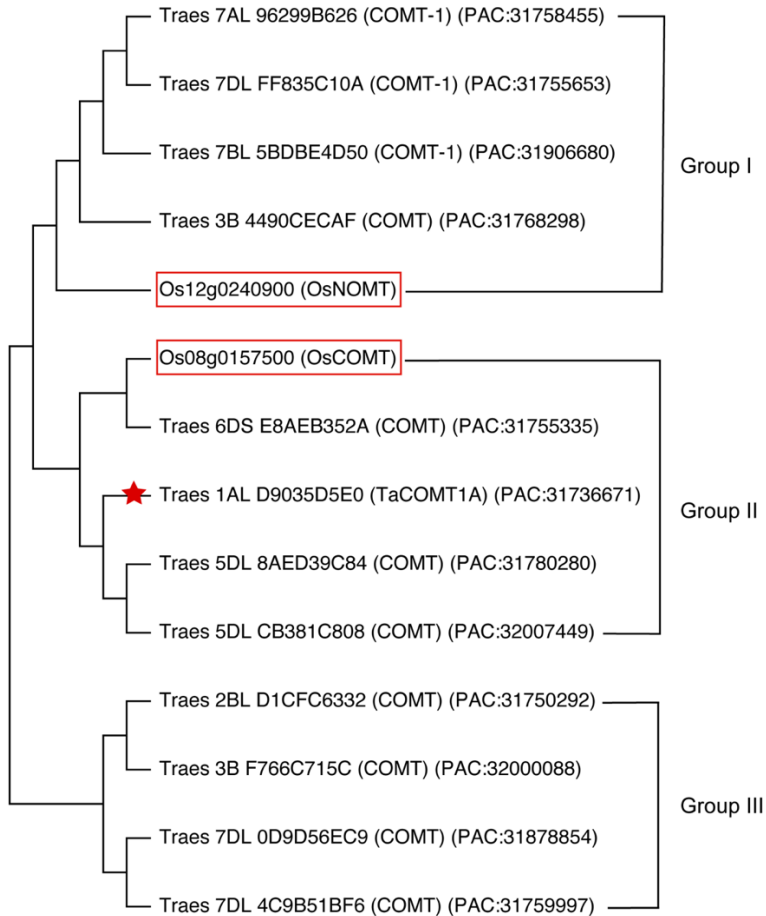 Traes 7AL 96299B626 (COMT-1) (PAC:31758455)
Traes 7DL FF835C10A (COMT-1) (PAC:31755653)
Traes 7BL 5BDBE4D50 (COMT-1) (PAC:31906680)
Group I
Traes 3B 4490CECAF (COMT) (PAC:31768298)
Os12g0240900 (OsNOMT)
Os08g0157500 (OsCOMT)
Traes 6DS E8AEB352A (COMT) (PAC:31755335)
Traes 1AL D9035D5E0 (TaCOMT1A) (PAC:31736671)
Group II
Traes 5DL 8AED39C84 (COMT) (PAC:31780280)
Traes 5DL CB381C808 (COMT) (PAC:32007449)
Traes 2BL D1CFC6332 (COMT) (PAC:31750292)
Traes 3B F766C715C (COMT) (PAC:32000088)
Group III
Traes 7DL 0D9D56EC9 (COMT) (PAC:31878854)
Traes 7DL 4C9B51BF6 (COMT) (PAC:31759997)